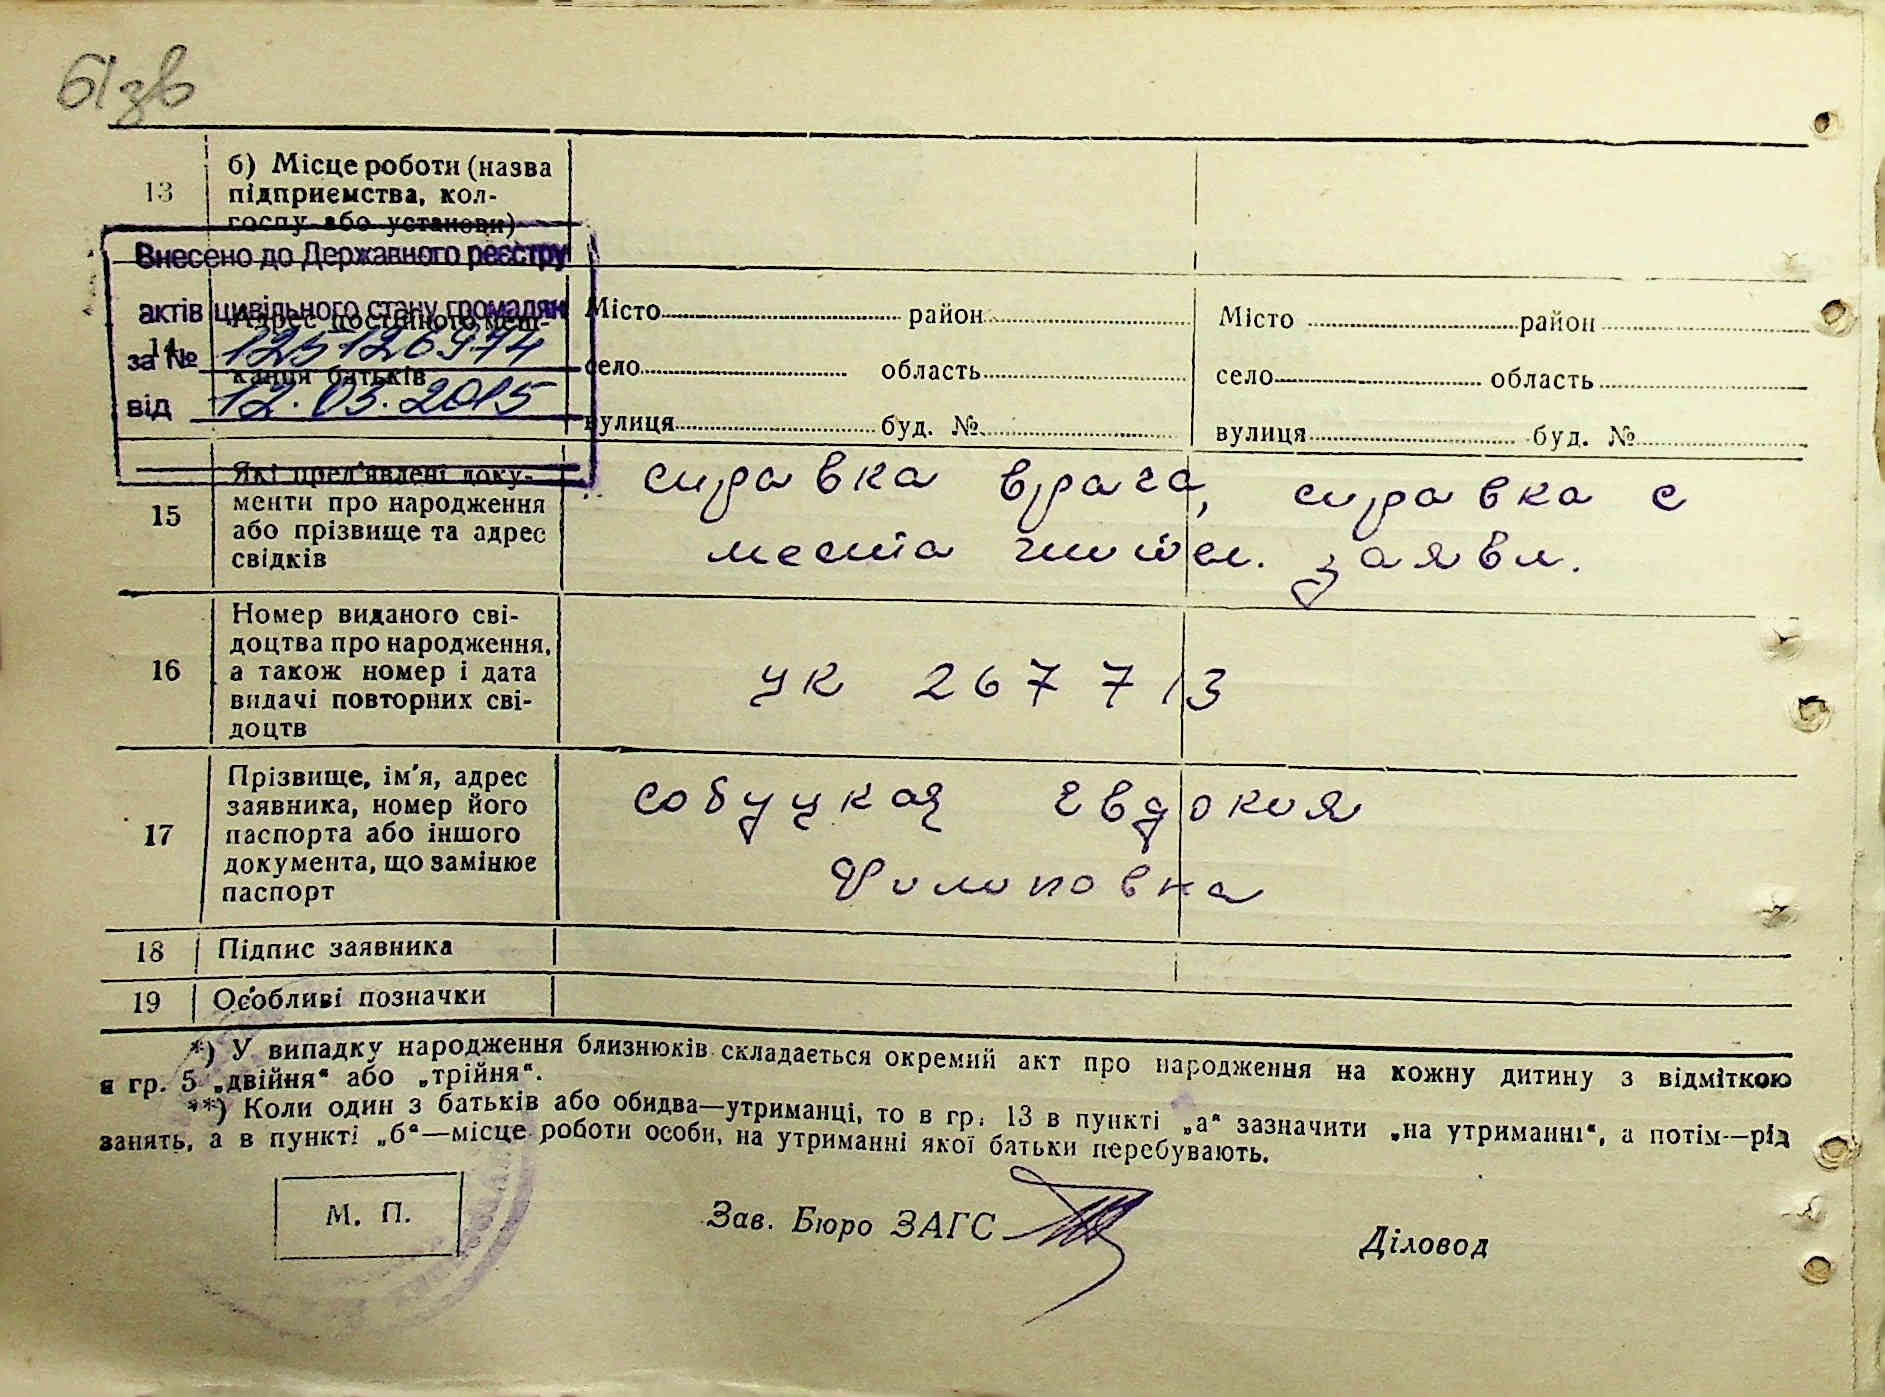 61зв
13
б) Місце роботи (назва
підприємства, кол-
госпу або установи)
Внесено до Державного реєстру
актів цивільного стану громадян
за № 125126974
від 12.03.2015
14
Адрес постійного меш-
кання батьків
Місто район
село область
вулиця буд. №
Місто район
село область
вулиця буд. №
15
Які пред'явлені доку-
менти про народження
або прізвище та адрес
свідків
справка врача, справка с
места жител. заявл.
16
Номер виданого сві-
доцтва про народження,
а також номер і дата
видачі повторних сві-
доцтв
УК 267713
17
Прізвище, ім'я, адрес
заявника, номер його
паспорта або іншого
документа, що замінює
паспорт
Собуцкая Евдокия
Филиповна
18 Підпис заявника
19 Особливі позначки
*) У випадку народження близнюків складається окремий акт про народження на кожну дитину з відміткою
в гр. 5 „двійня“ або „трійня“.
**) Коли один з батьків або обидва—утриманці, то в гр. 13 в пункті „а“ зазначити „на утриманні“, а потім—рід
занять, а в пункті „б“—місце роботи особи, на утриманні якої батьки перебувають.
М. П.
Зав. Бюро ЗАГС
Діловод